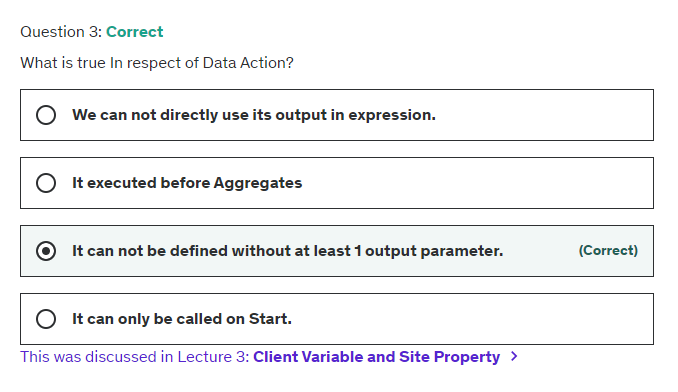 Question 3: Correct
What is true In respect of Data Action?
We can not directly use its output in expression.
It executed before Aggregates
It can not be defined without at least 1 output parameter. (Correct)
It can only be called on Start.
This was discussed in Lecture 3: Client Variable and Site Property >